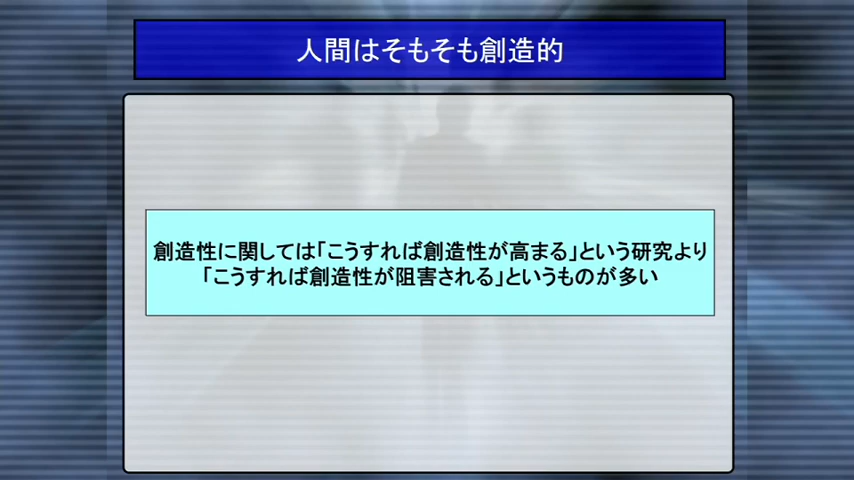 人間はそもそも創造的
創造性に関しては「こうすれば創造性が高まる」という研究より
「こうすれば創造性が阻害される」というものが多い